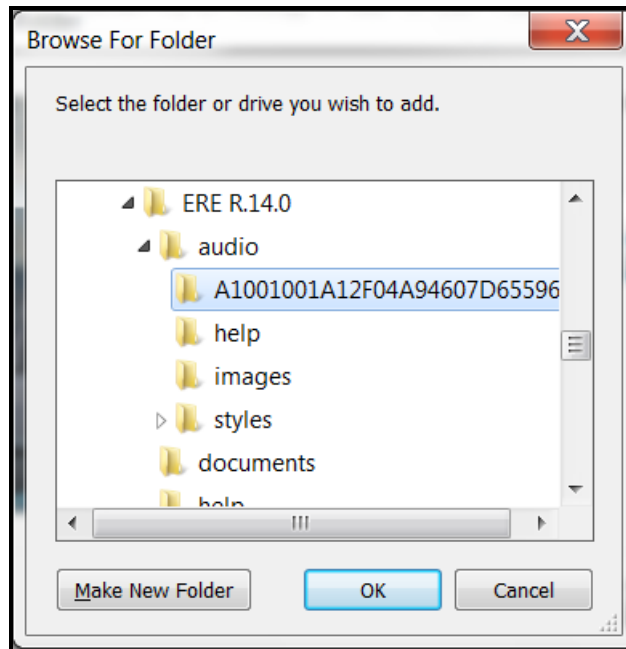 Browse For Folder
Select the folder or drive you wish to add.
ERE R.14.0
audio
A1001001A12F04A94607D65596
help
images
styles
documents
help
Make New Folder
OK
Cancel